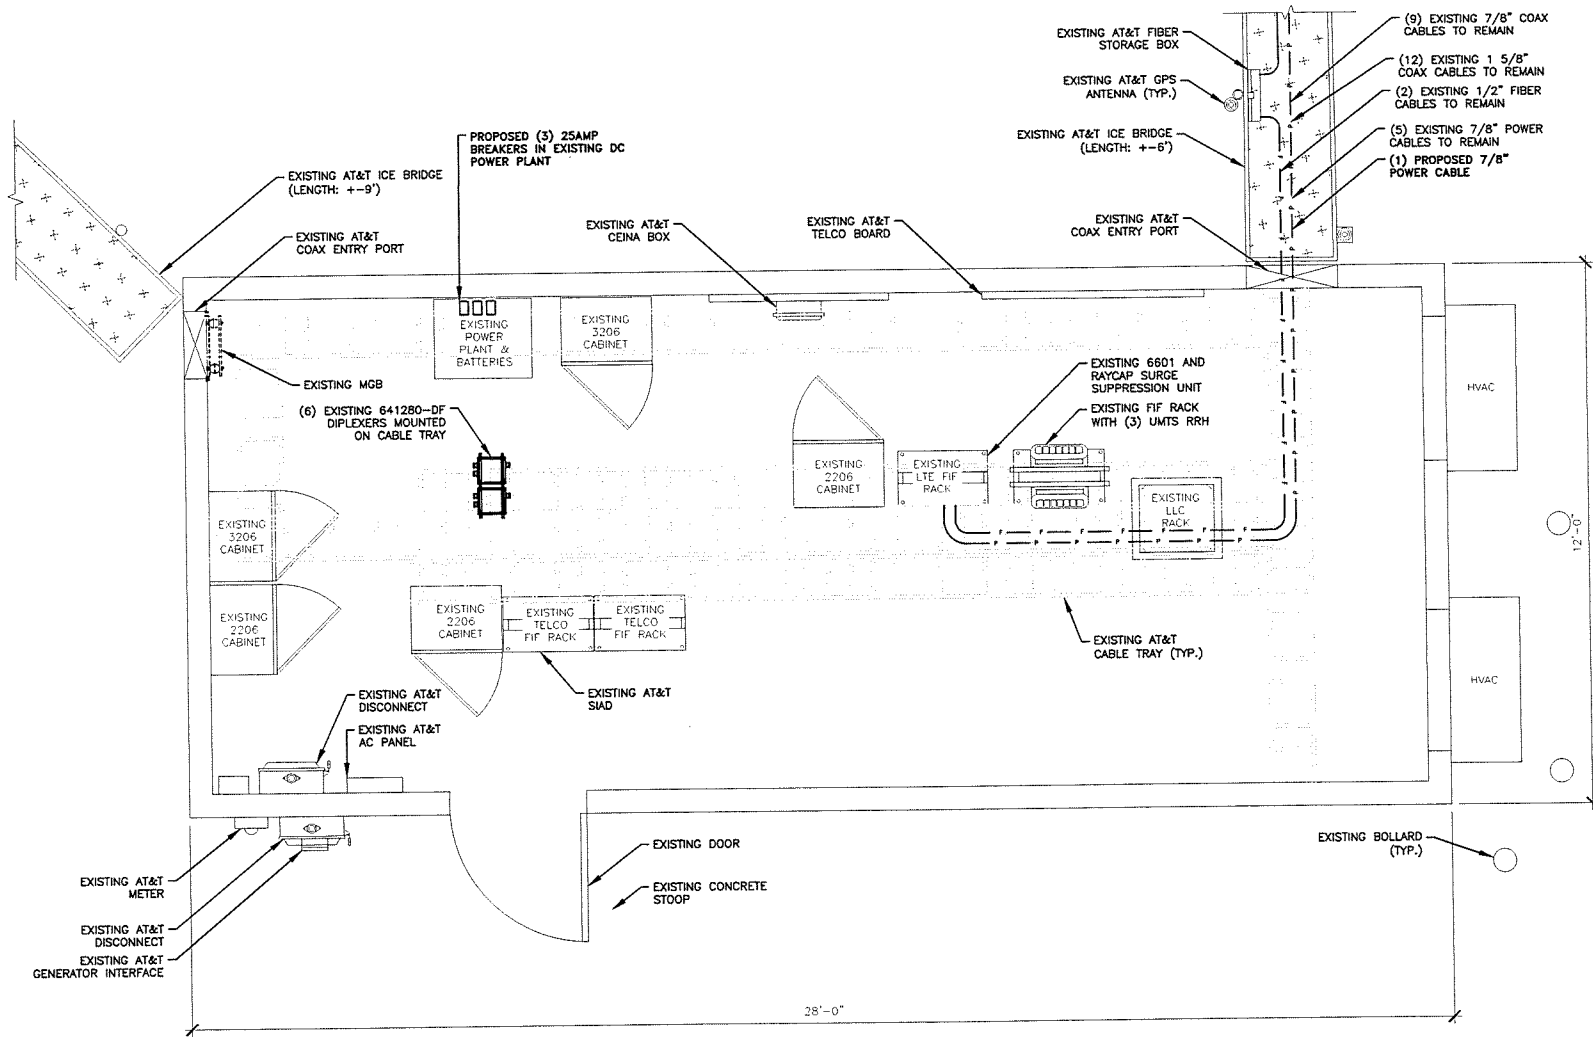 (9) EXISTING 7/8" COAX
CABLES TO REMAIN
EXISTING AT&T FIBER
STORAGE BOX
(12) EXISTING 1 5/8"
COAX CABLES TO REMAIN
EXISTING AT&T GPS
ANTENNA (TYP.)
(2) EXISTING 1/2" FIBER
CABLES TO REMAIN
EXISTING AT&T ICE BRIDGE
(LENGTH: +-6')
(5) EXISTING 7/8" POWER
CABLES TO REMAIN
(1) PROPOSED 7/8"
POWER CABLE
PROPOSED (3) 25AMP
BREAKERS IN EXISTING DC
POWER PLANT
EXISTING AT&T ICE BRIDGE
(LENGTH: +-9')
EXISTING AT&T
COAX ENTRY PORT
EXISTING AT&T
CEINA BOX
EXISTING AT&T
TELCO BOARD
EXISTING AT&T
COAX ENTRY PORT
EXISTING
POWER
PLANT &
BATTERIES
EXISTING
3206
CABINET
EXISTING MGB
(6) EXISTING 641280-DF
DIPLEXERS MOUNTED
ON CABLE TRAY
EXISTING 6601 AND
RAYCAP SURGE
SUPPRESSION UNIT
EXISTING FIF RACK
WITH (3) UMTS RRH
HVAC
EXISTING
2206
CABINET
EXISTING
LTE FIF
RACK
EXISTING
LLC
RACK
F F F F F F
P P P P P P
EXISTING
3206
CABINET
12'-0"
EXISTING
2206
CABINET
EXISTING
2206
CABINET
EXISTING
TELCO
FIF RACK
EXISTING
TELCO
FIF RACK
EXISTING AT&T
CABLE TRAY (TYP.)
HVAC
EXISTING AT&T
DISCONNECT
EXISTING AT&T
SIAD
EXISTING AT&T
AC PANEL
EXISTING DOOR
EXISTING BOLLARD
(TYP.)
EXISTING CONCRETE
STOOP
EXISTING AT&T
METER
EXISTING AT&T
DISCONNECT
EXISTING AT&T
GENERATOR INTERFACE
28'-0"